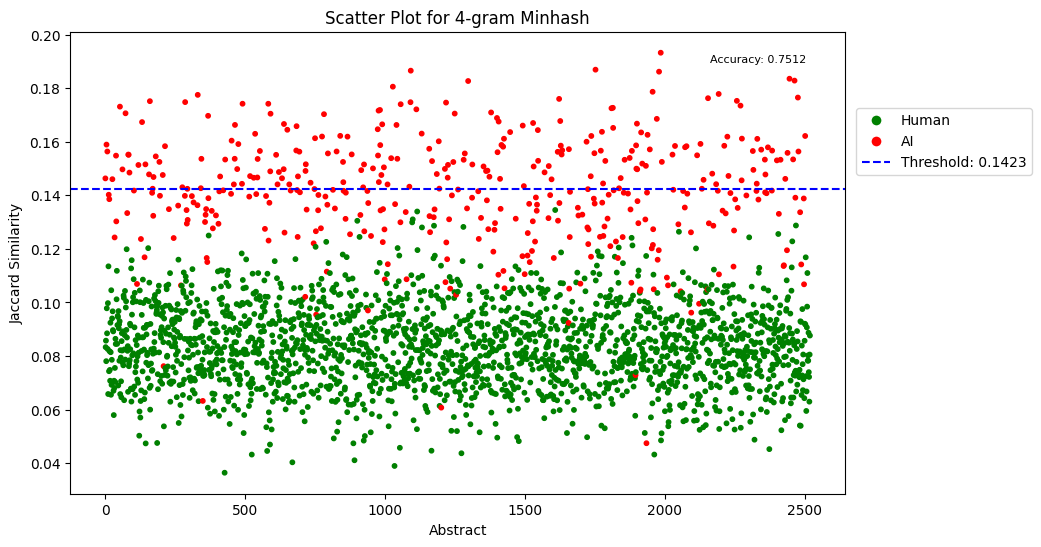 Scatter Plot for 4-gram Minhash
0.20
0.18
0.16
0.14
0.12
0.10
0.08
0.06
0.04
Jaccard Similarity
Accuracy: 0.7512
Human
AI
Threshold: 0.1423
0
500
1000
1500
2000
2500
Abstract